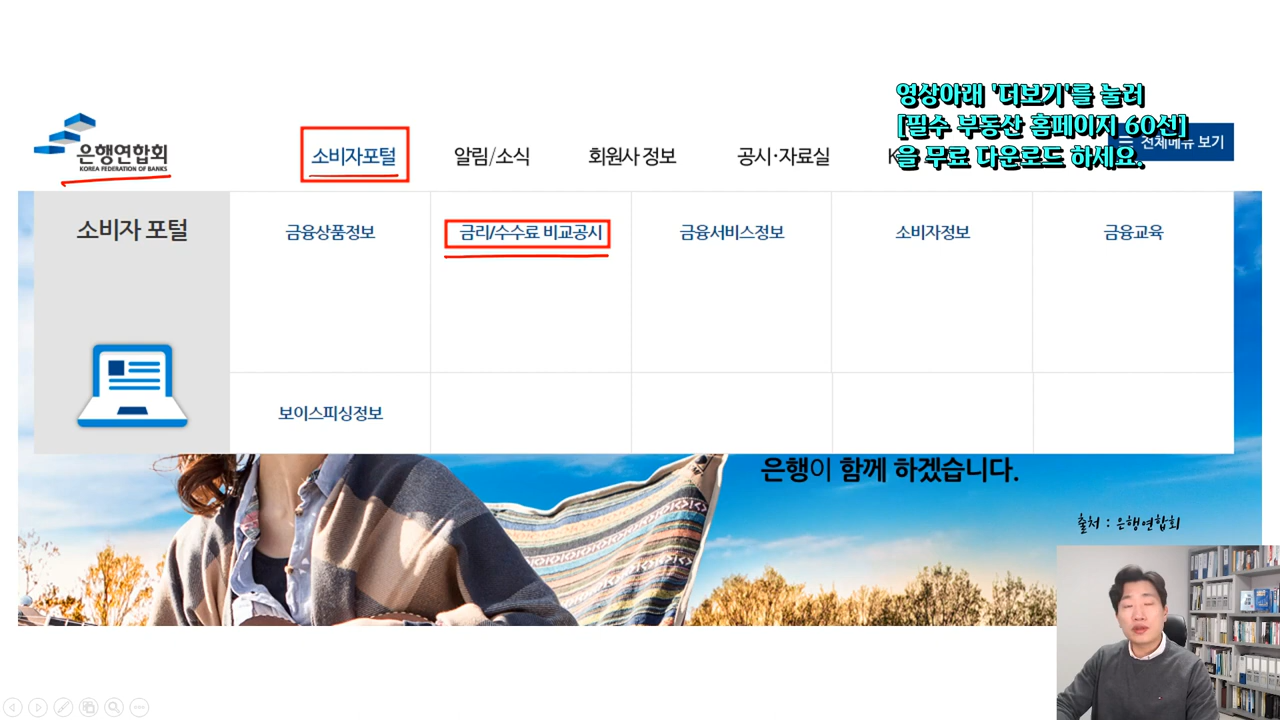 영상아래 '더보기'를 눌러
[필수 부동산 홈페이지 60선]
을 무료 다운로드 하세요.
은행연합회
KOREA FEDERATION OF BANKS
소비자포털 알림/소식 회원사 정보 공시·자료실 전체메뉴 보기
소비자 포털 금융상품정보 금리/수수료 비교공시 금융서비스정보 소비자정보 금융교육
보이스피싱정보
은행이 함께 하겠습니다.
출처 : 은행연합회